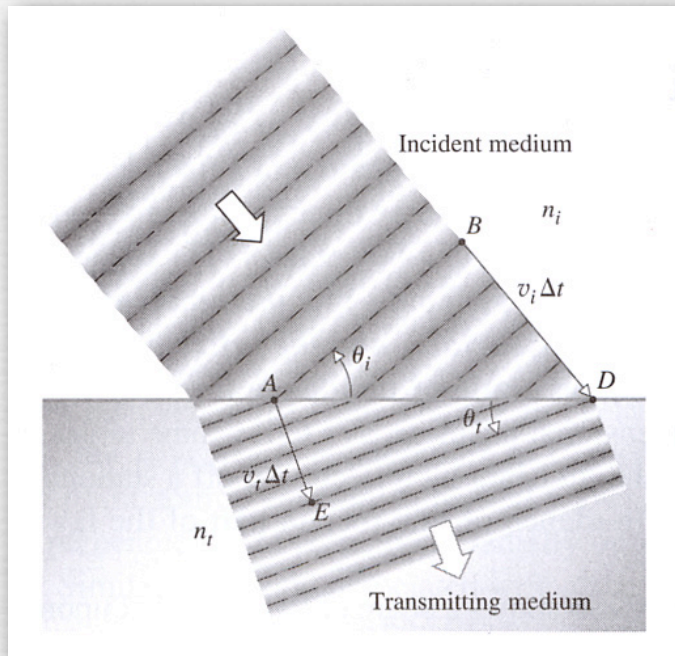 Incident medium
B
n_i
v_i Δt
θ_i
A
D
θ_t
v_t Δt
E
n_t
Transmitting medium